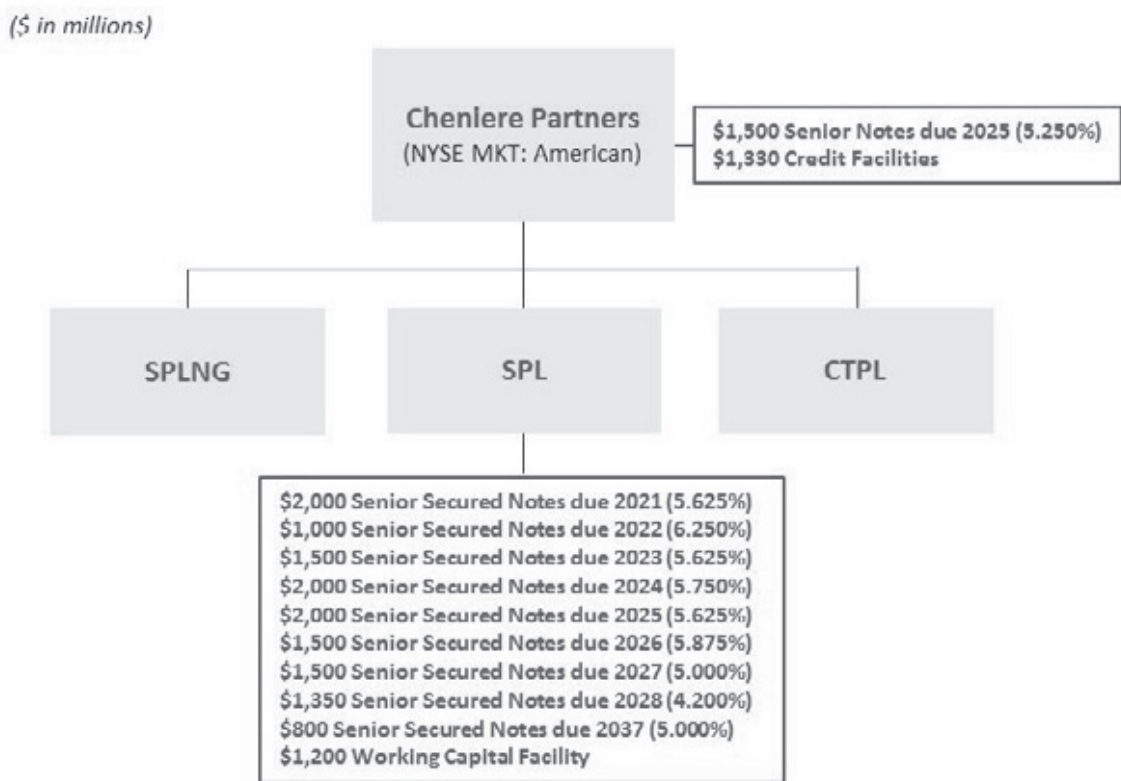 ($ in millions)
Cheniere Partners
(NYSE MKT: American)
$1,500 Senior Notes due 2025 (5.250%)
$1,330 Credit Facilities
SPLNG
SPL
CTPL
$2,000 Senior Secured Notes due 2021 (5.625%)
$1,000 Senior Secured Notes due 2022 (6.250%)
$1,500 Senior Secured Notes due 2023 (5.625%)
$2,000 Senior Secured Notes due 2024 (5.750%)
$2,000 Senior Secured Notes due 2025 (5.625%)
$1,500 Senior Secured Notes due 2026 (5.875%)
$1,500 Senior Secured Notes due 2027 (5.000%)
$1,350 Senior Secured Notes due 2028 (4.200%)
$800 Senior Secured Notes due 2037 (5.000%)
$1,200 Working Capital Facility